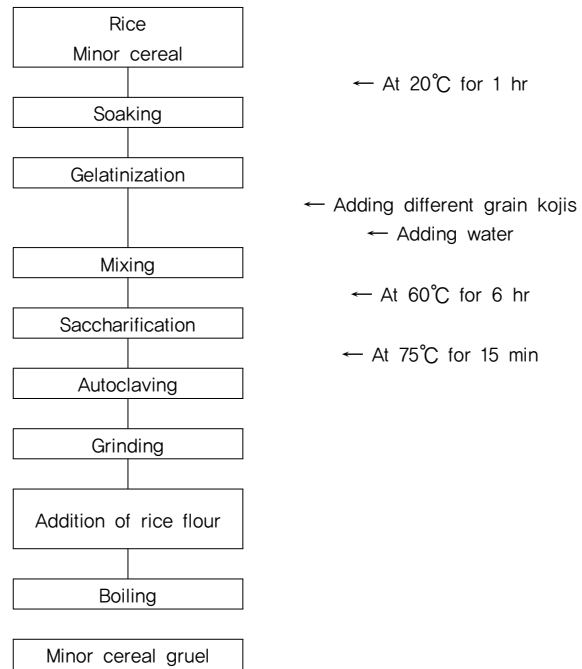 Rice
Minor cereal
← At 20℃ for 1 hr
Soaking
Gelatinization
← Adding different grain kojis
← Adding water
Mixing
← At 60℃ for 6 hr
Saccharification
← At 75℃ for 15 min
Autoclaving
Grinding
Addition of rice flour
Boiling
Minor cereal gruel